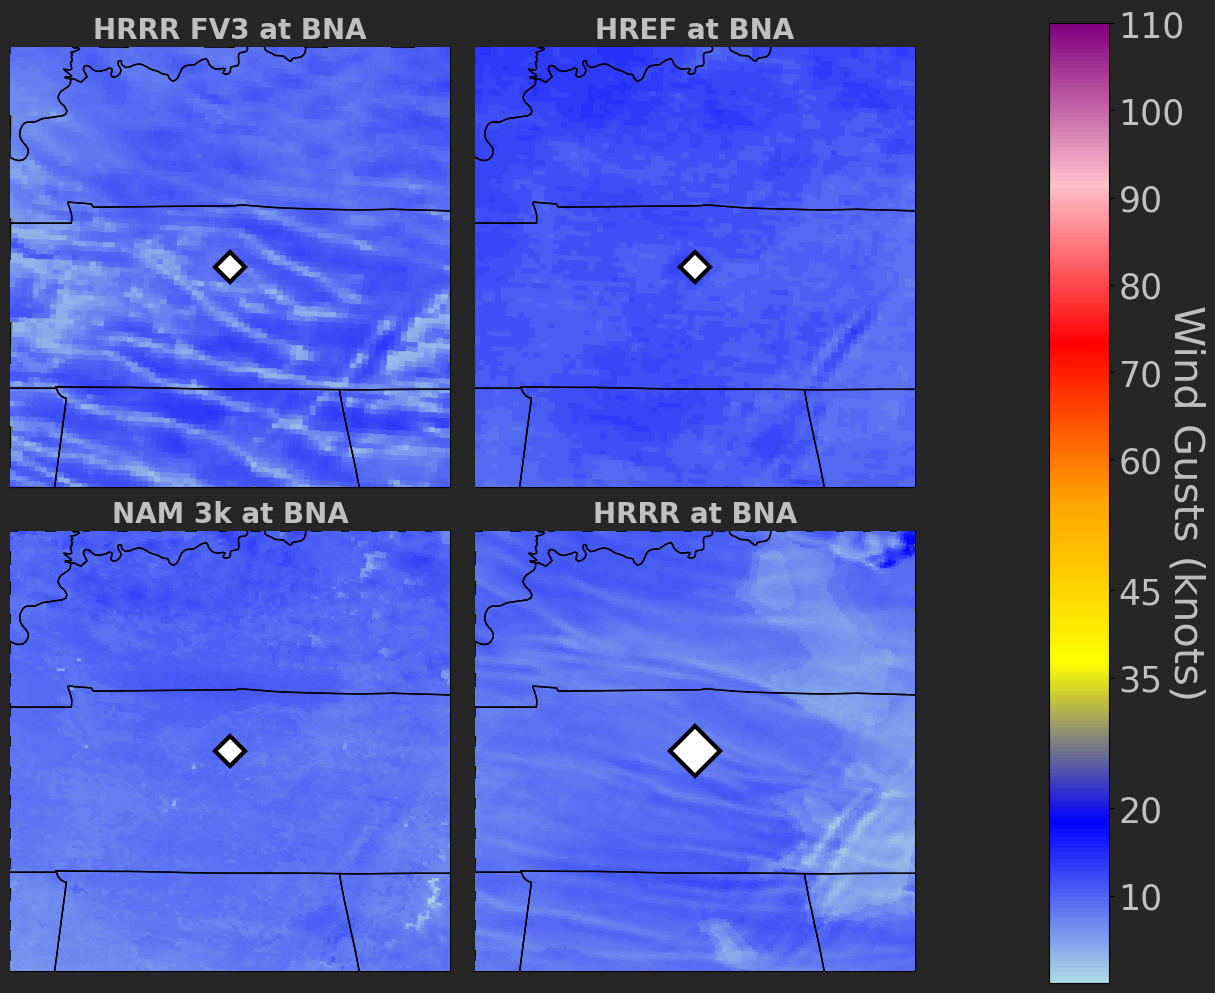 HRRR FV3 at BNA
HREF at BNA
NAM 3k at BNA
HRRR at BNA
110
100
90
80
70
60
45
35
20
10
Wind Gusts (knots)